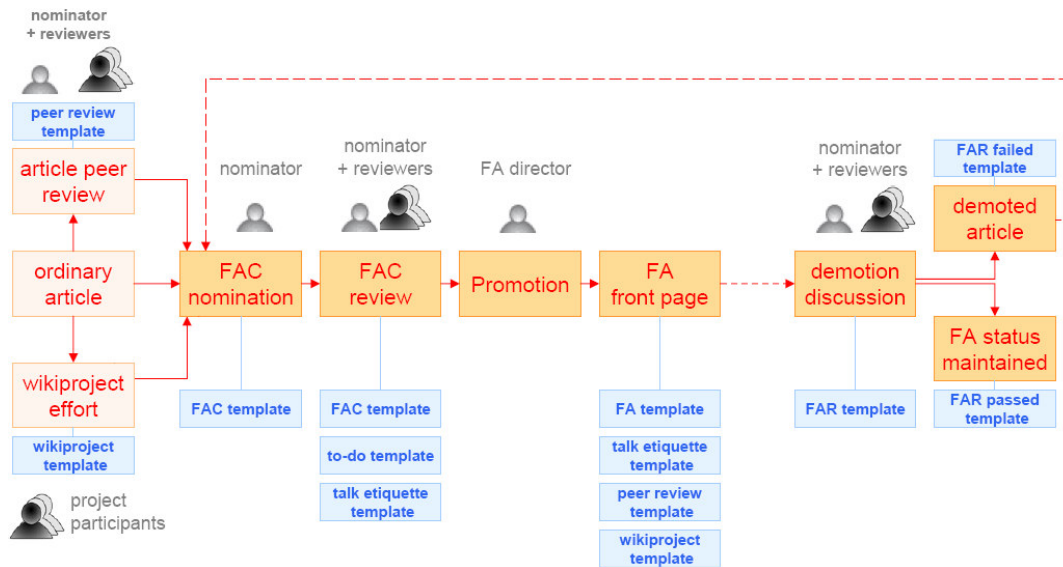 nominator
+ reviewers
peer review
template
article peer
review
ordinary
article
wikiproject
effort
wikiproject
template
project
participants
nominator
FAC
nomination
FAC template
nominator
+ reviewers
FAC
review
FAC template
to-do template
talk etiquette
template
FA director
Promotion
FA
front page
FA template
talk etiquette
template
peer review
template
wikiproject
template
nominator
+ reviewers
demotion
discussion
FAR template
FAR failed
template
demoted
article
FA status
maintained
FAR passed
template